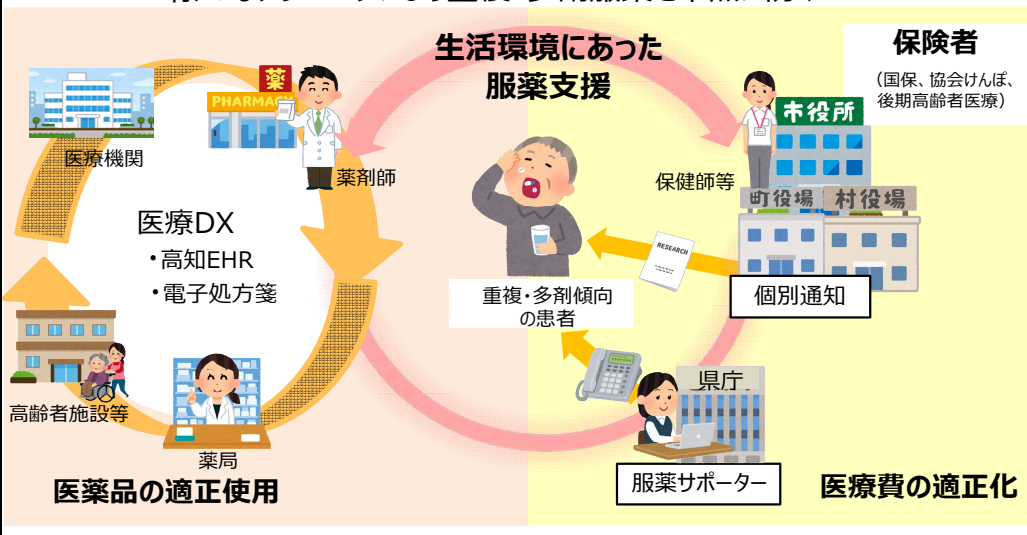 生活環境にあった
服薬支援
保険者
（国保、協会けんぽ、
後期高齢者医療）
薬
PHARMACY
市役所
医療機関
薬剤師
保健師等
町役場
村役場
医療DX
・高知EHR
・電子処方箋
RESEARCH
個別通知
重複・多剤傾向
の患者
県庁
高齢者施設等
薬局
服薬サポーター
医薬品の適正使用
医療費の適正化